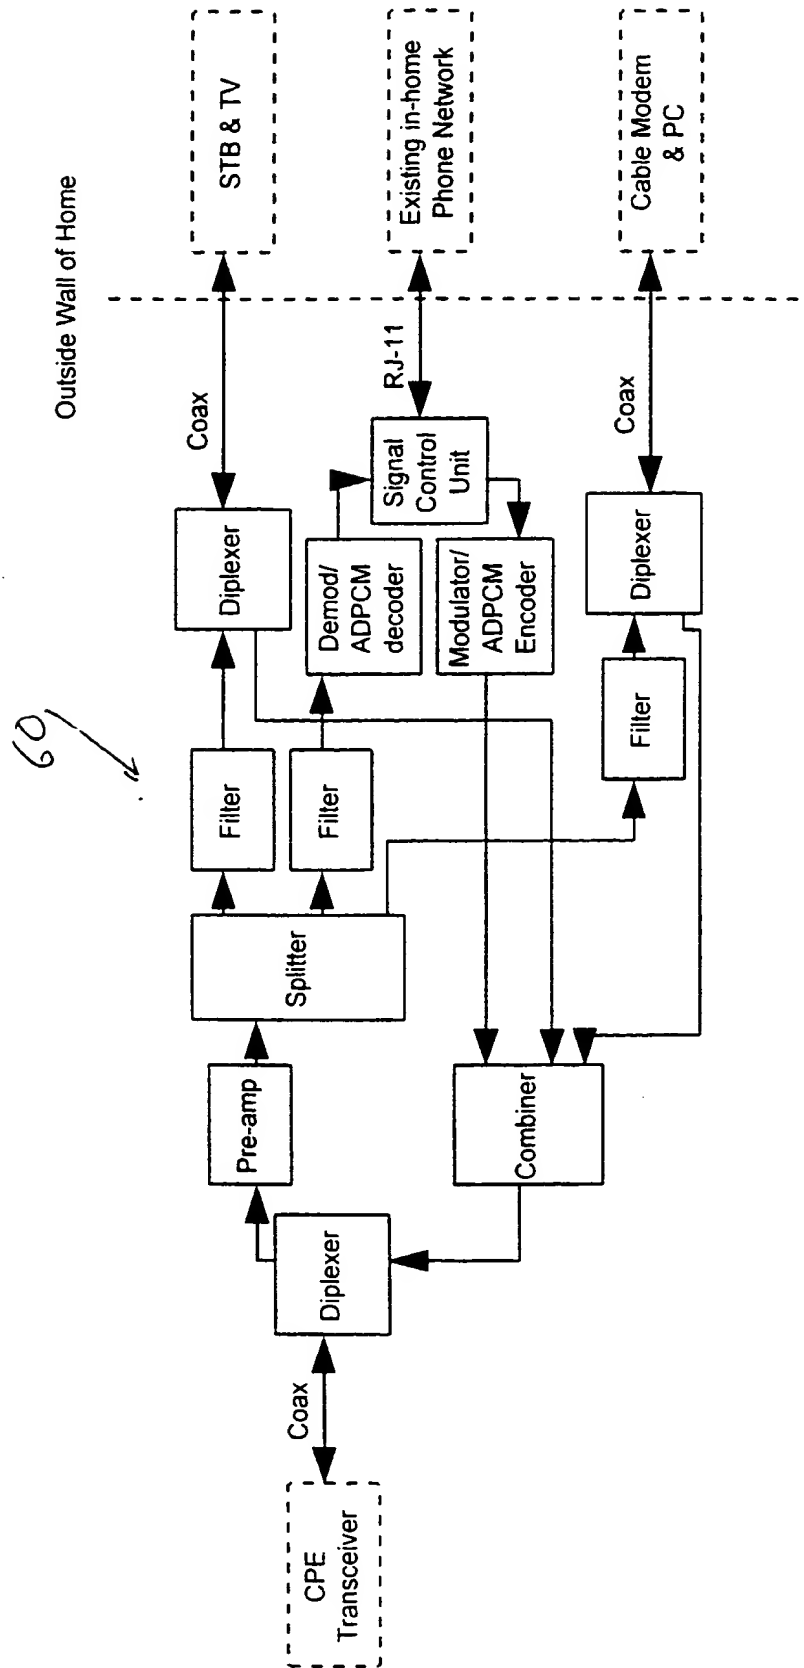 Outside Wall of Home
60
STB & TV
Coax
Diplexer
Filter
Existing in-home
Phone Network
RJ-11
Signal
Control
Unit
Demod/
ADPCM
decoder
Filter
Splitter
Pre-amp
Diplexer
Coax
CPE
Transceiver
Modulator/
ADPCM
Encoder
Combiner
Cable Modem
& PC
Coax
Diplexer
Filter